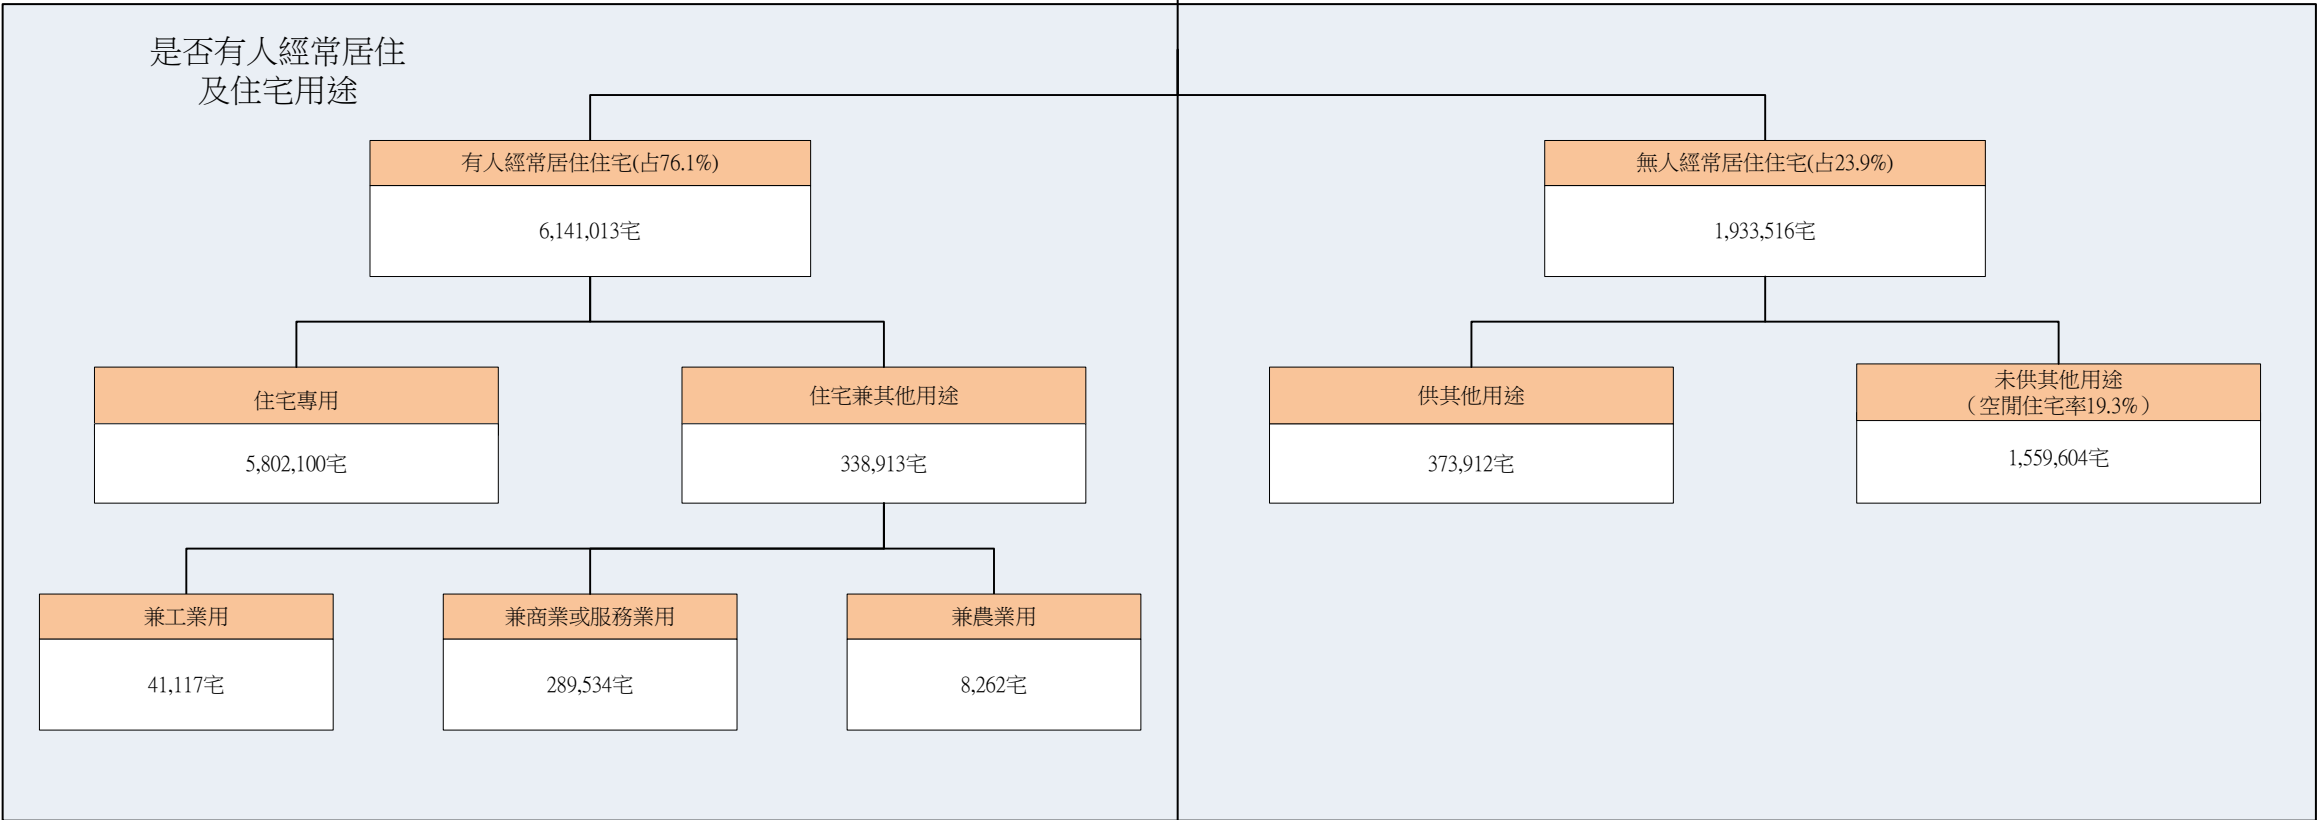 是否有人經常居住
及住宅用途
有人經常居住住宅(占76.1%)
6,141,013宅
無人經常居住住宅(占23.9%)
1,933,516宅
住宅專用
5,802,100宅
住宅兼其他用途
338,913宅
供其他用途
373,912宅
未供其他用途
（空閒住宅率19.3%）
1,559,604宅
兼工業用
41,117宅
兼商業或服務業用
289,534宅
兼農業用
8,262宅